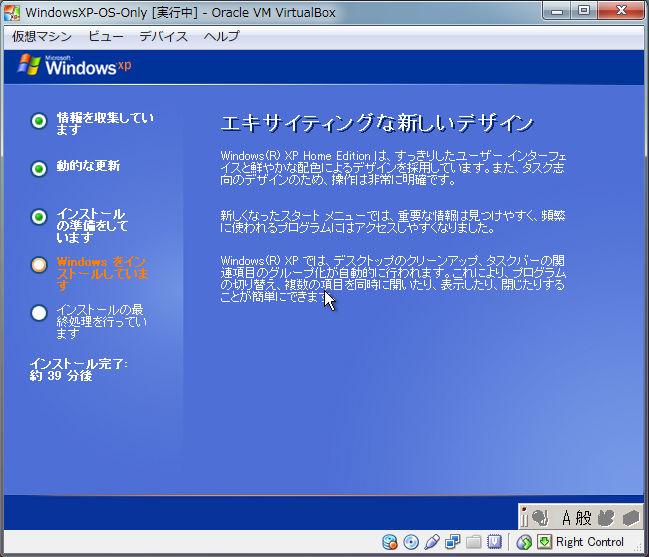 WindowsXP-OS-Only [実行中] - Oracle VM VirtualBox
仮想マシン ビュー デバイス ヘルプ
Microsoft
Windows xp
情報を収集してい
ます
動的な更新
インストール
の準備をして
います
Windows をイン
ストールしていま
す
インストールの最
終処理を行ってい
ます
インストール完了:
約 39 分後
エキサイティングな新しいデザイン
Windows(R) XP Home Edition は、すっきりしたユーザー インターフェ
イスと鮮やかな配色によるデザインを採用しています。また、タスク志
向のデザインのため、操作は非常に明確です。
新しくなったスタート メニューでは、重要な情報は見つけやすく、頻繁
に使われるプログラムにはアクセスしやすくなりました。
Windows(R) XP では、デスクトップのクリーンアップ、タスクバーの関
連項目のグループ化が自動的に行われます。これにより、プログラム
の切り替え、複数の項目を同時に開いたり、表示したり、閉じたりする
ことが簡単にできます
A 般
Right Control